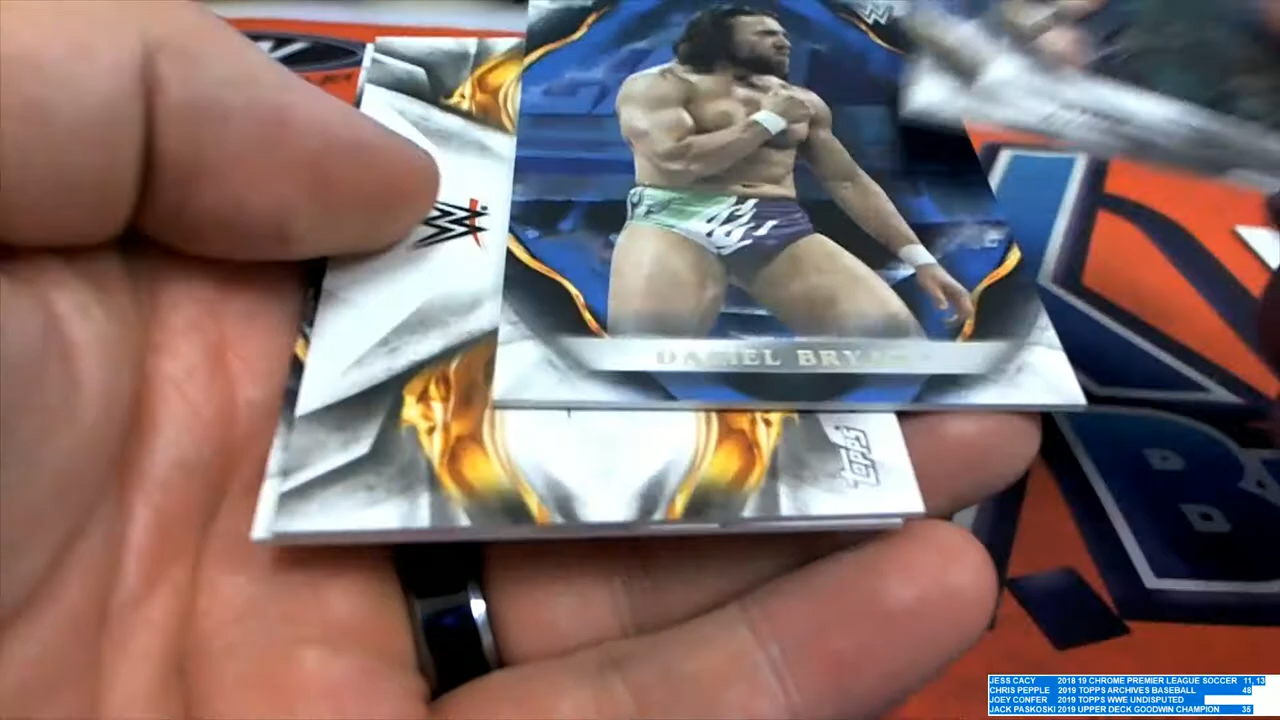 W
W
DANIEL BRYAN
topps
JESS CACY 2018 19 CHROME PREMIER LEAGUE SOCCER 11, 13
CHRIS PEPPLE 2019 TOPPS ARCHIVES BASEBALL 48
JOEY CONFER 2019 TOPPS WWE UNDISPUTED
JACK PASKOSKI 2019 UPPER DECK GOODWIN CHAMPION 35